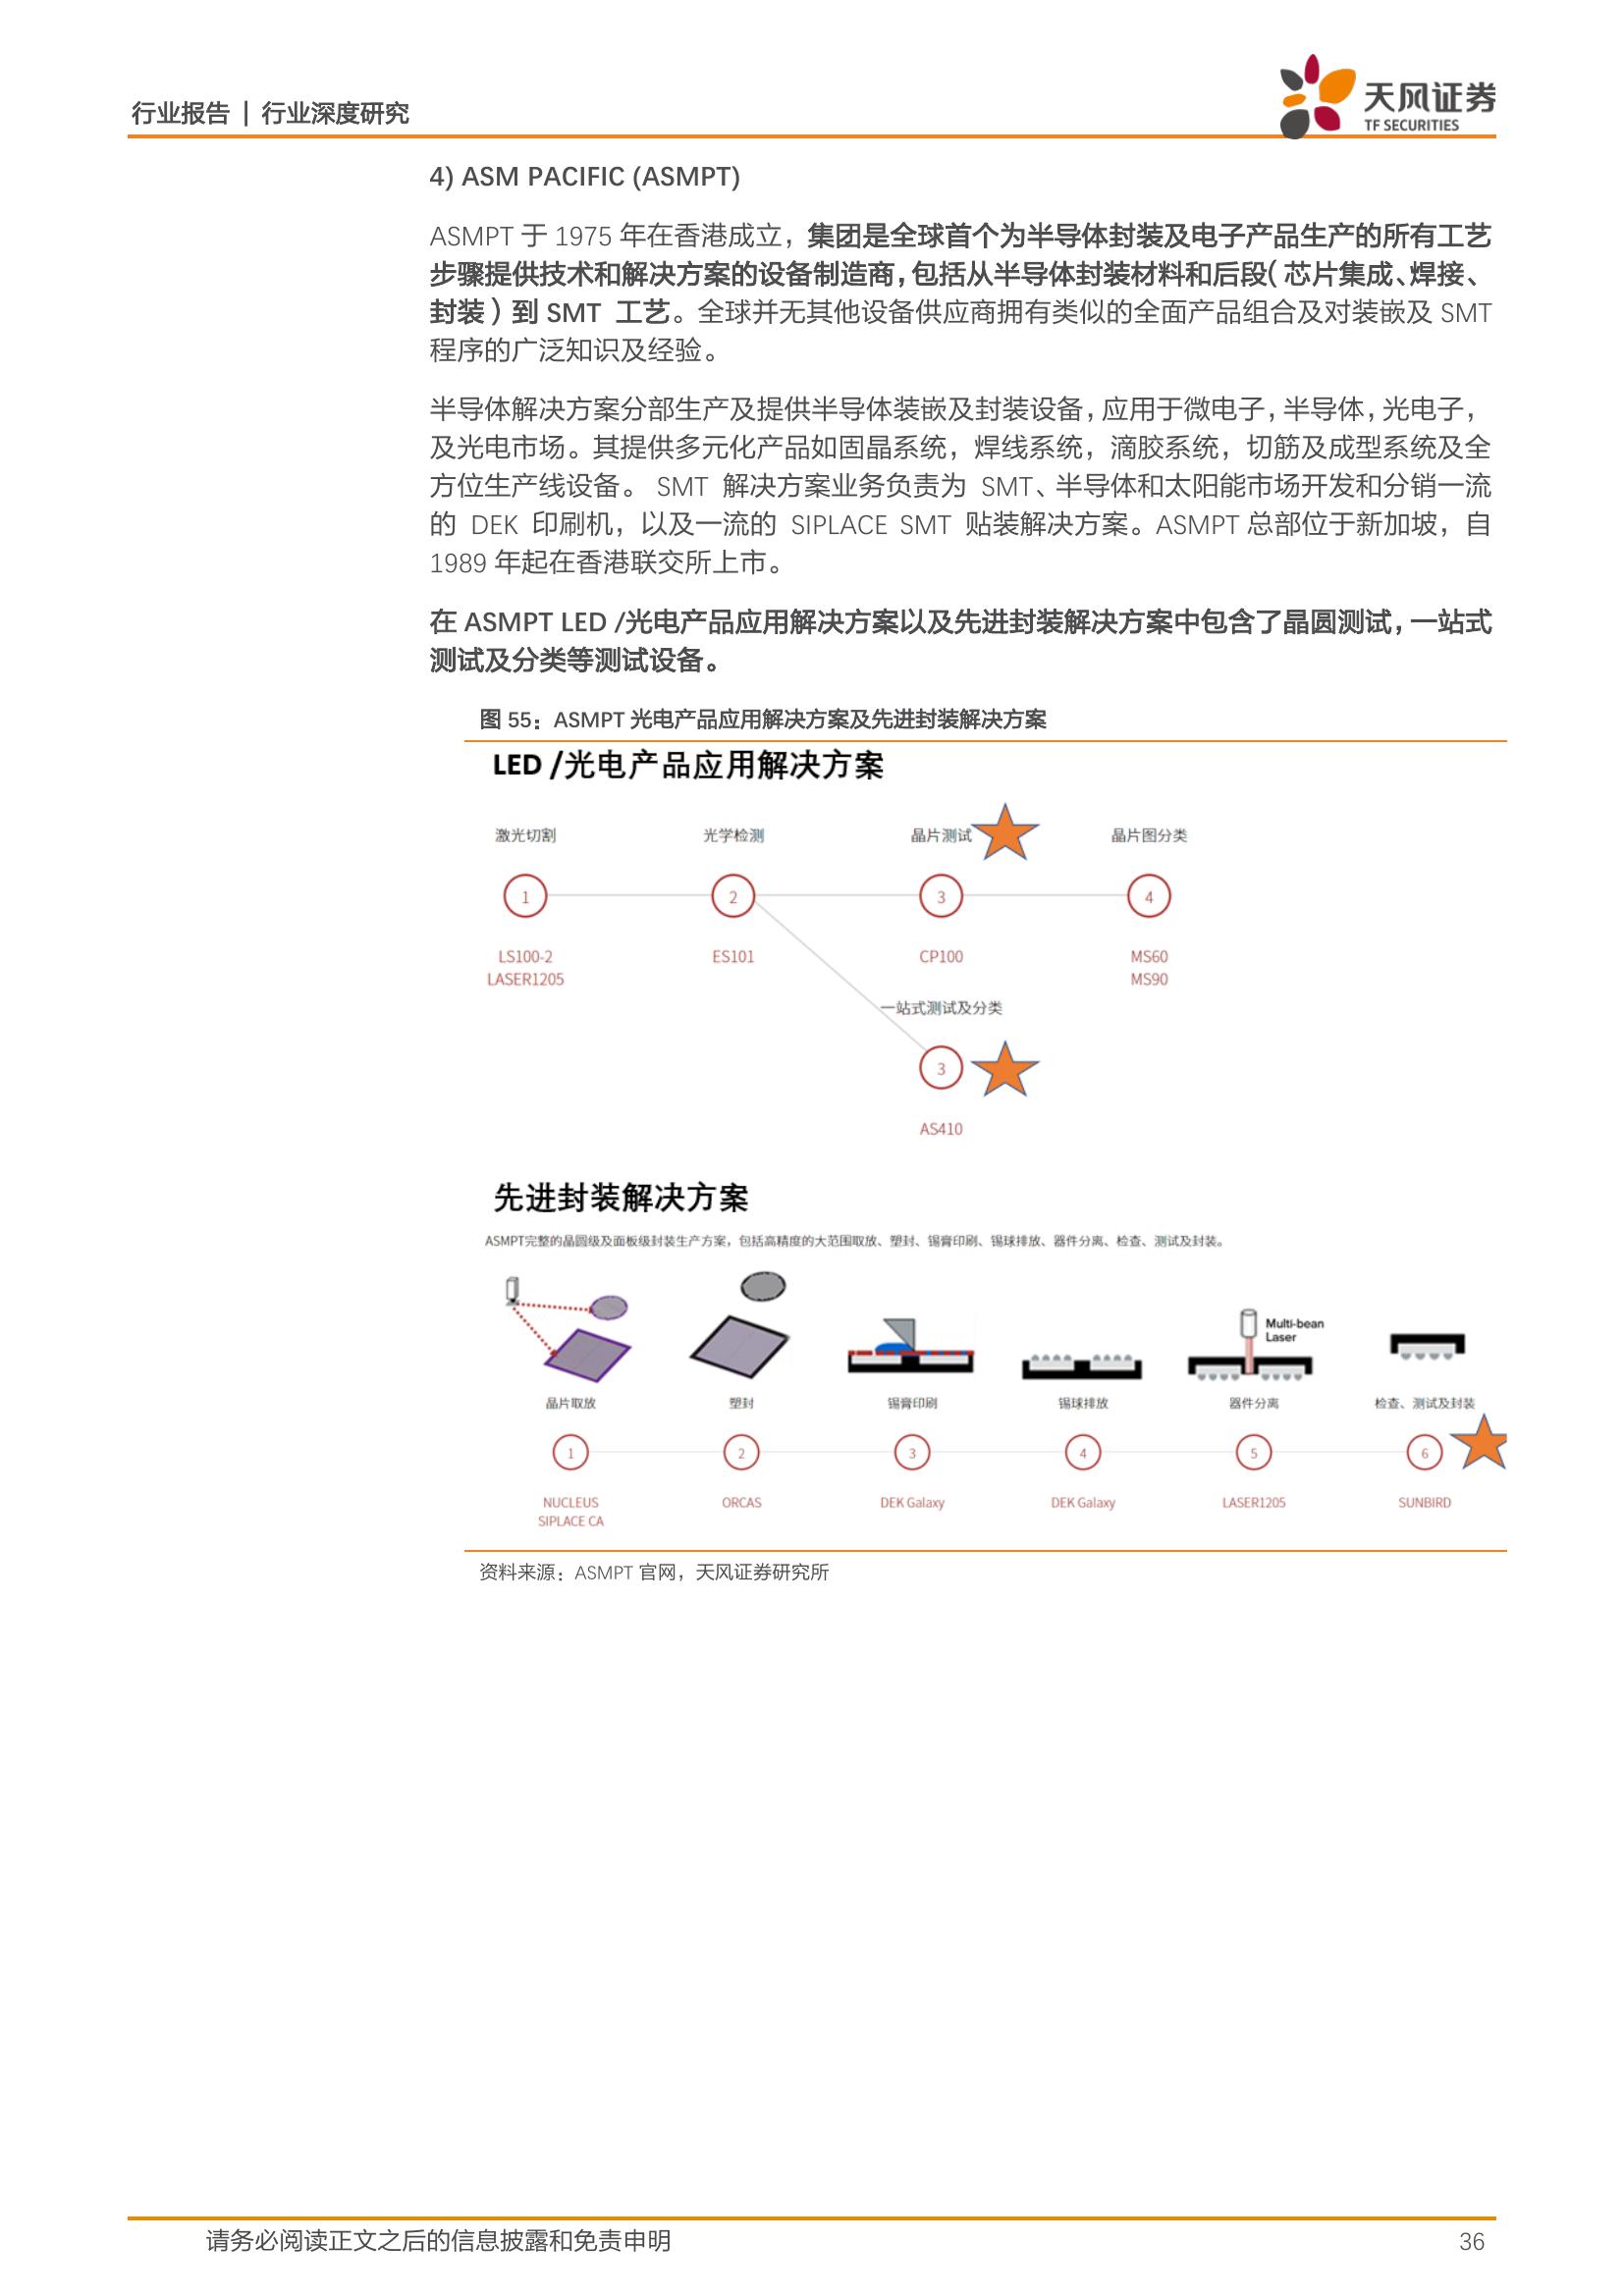 行业报告 | 行业深度研究
天风证券
TF SECURITIES
4) ASM PACIFIC (ASMPT)
ASMPT 于 1975 年在香港成立，集团是全球首个为半导体封装及电子产品生产的所有工艺
步骤提供技术和解决方案的设备制造商，包括从半导体封装材料和后段（芯片集成、焊接、
封装）到 SMT 工艺。全球并无其他设备供应商拥有类似的全面产品组合及对装嵌及 SMT
程序的广泛知识及经验。
半导体解决方案分部生产及提供半导体装嵌及封装设备，应用于微电子，半导体，光电子，
及光电市场。其提供多元化产品如固晶系统，焊线系统，滴胶系统，切筋及成型系统及全
方位生产线设备。 SMT 解决方案业务负责为 SMT、半导体和太阳能市场开发和分销一流
的 DEK 印刷机，以及一流的 SIPLACE SMT 贴装解决方案。ASMPT 总部位于新加坡，自
1989 年起在香港联交所上市。
在 ASMPT LED /光电产品应用解决方案以及先进封装解决方案中包含了晶圆测试，一站式
测试及分类等测试设备。
图 55：ASMPT 光电产品应用解决方案及先进封装解决方案
LED /光电产品应用解决方案
激光切割 光学检测 晶片测试 晶片图分类
1 2 3 4
LS100-2 ES101 CP100 MS60
LASER1205 MS90
一站式测试及分类
3
AS410
先进封装解决方案
ASMPT完整的晶圆级及面板级封装生产方案，包括高精度的大范围取放、塑封、锡膏印刷、锡球排放、器件分离、检查、测试及封装。
Multi-bean
Laser
晶片取放 塑封 锡膏印刷 锡球排放 器件分离 检查、测试及封装
1 2 3 4 5 6
NUCLEUS ORCAS DEK Galaxy DEK Galaxy LASER1205 SUNBIRD
SIPLACE CA
资料来源：ASMPT 官网，天风证券研究所
请务必阅读正文之后的信息披露和免责申明 36